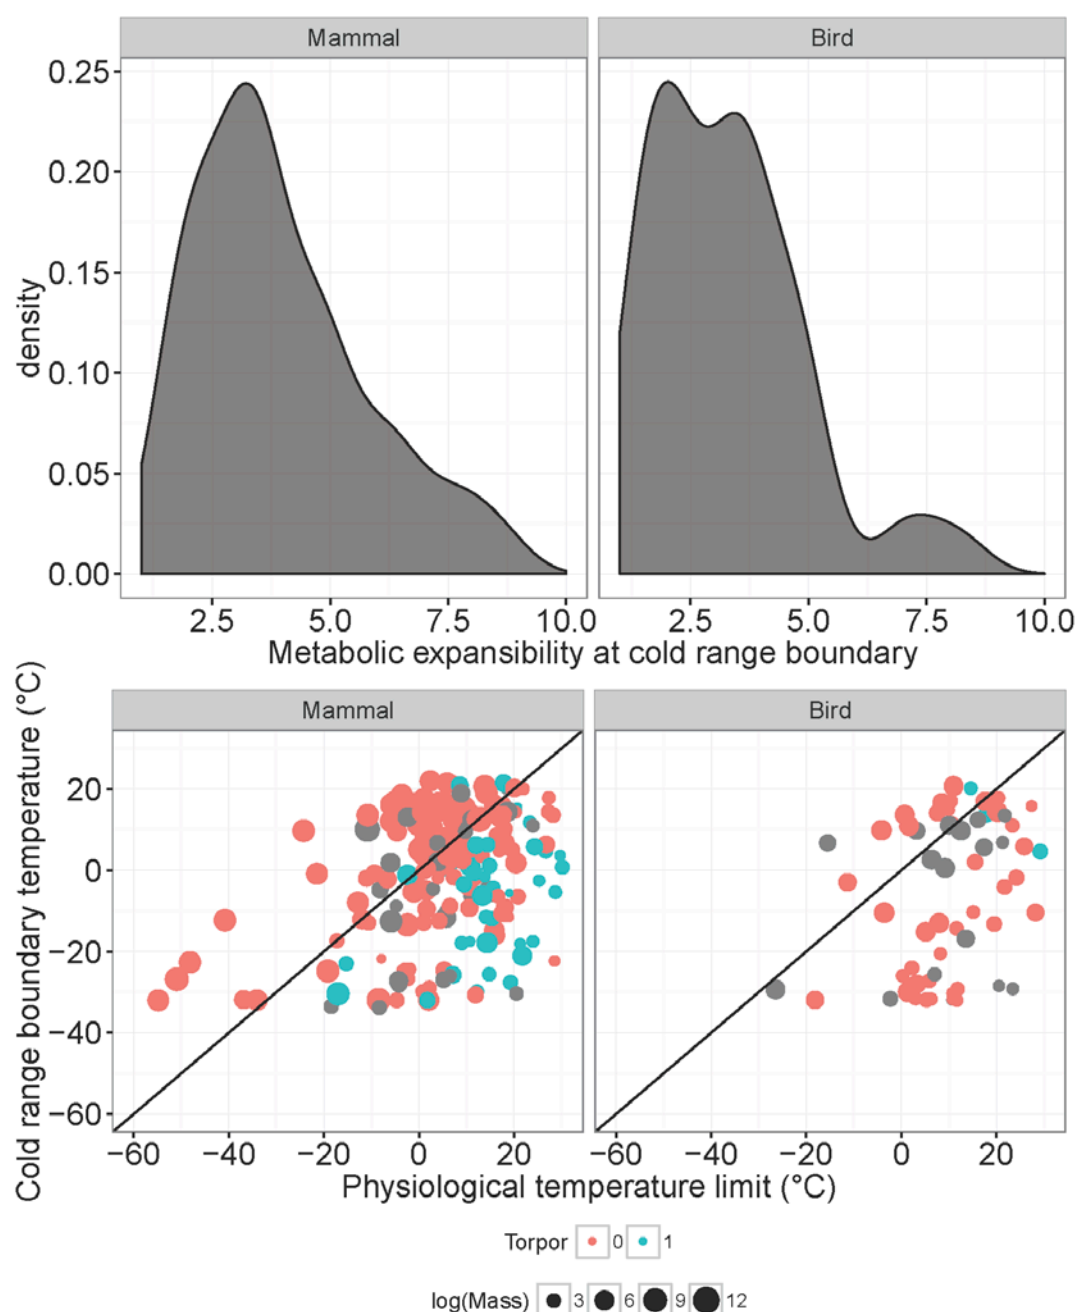 Mammal Bird
density
0.25
0.20
0.15
0.10
0.05
0.00
2.5 5.0 7.5 10.0 2.5 5.0 7.5 10.0
Metabolic expansibility at cold range boundary
Mammal Bird
Cold range boundary temperature (°C)
20
0
−20
−40
−60
−60 −40 −20 0 20 −60 −40 −20 0 20
Physiological temperature limit (°C)
Torpor 0 1
log(Mass) 3 6 9 12